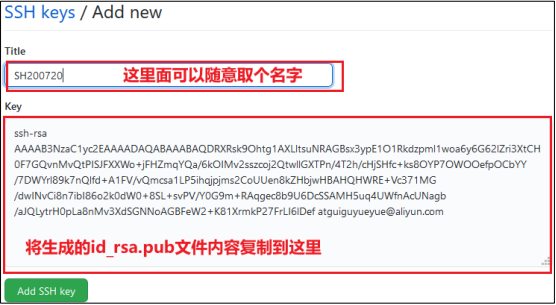 SSH keys / Add new
Title
SH200720
这里面可以随意取个名字
Key
ssh-rsa
AAAAB3NzaC1yc2EAAAADAQABAAABAQDRXRsk9Ohtg1AXLltsuNRAGBsx3ypE1O1Rkdzpml1woa6y6G62lZri3XtCH
0F7GQvnMvQtPISJFXXWo+jFHZmqYQa/6kOIMv2sszcoj2QtwllGXTPn/4T2h/cHjSHfc+ks8OYP7OWOOefpOCbYY
/7DWYrl89k7nQlfd+A1FV/vQmcsa1LP5ihqjpjms2CoUUen8kZHbjwHBAHQHWRE+Vc371MG
/dwINvCi8n7ibI86o2k0dW0+8SL+svPV/Y0G9m+RAqgec8b9U6DcSSAMH5uq4UWfnAcUNagb
/aJQLytrH0pLa8nMv3XdSGNNoAGBFeW2+K81XrmkP27FrLI6IDef atguiguyueyue@aliyun.com
将生成的id_rsa.pub文件内容复制到这里
Add SSH key